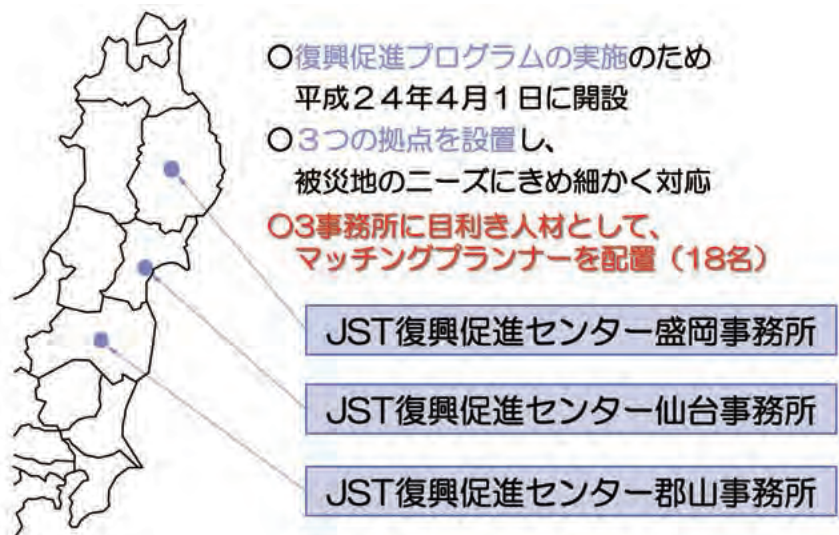 〇復興促進プログラムの実施のため
平成２４年４月１日に開設
〇３つの拠点を設置し、
被災地のニーズにきめ細かく対応
〇3事務所に目利き人材として、
マッチングプランナーを配置（18名）
JST復興促進センター盛岡事務所
JST復興促進センター仙台事務所
JST復興促進センター郡山事務所